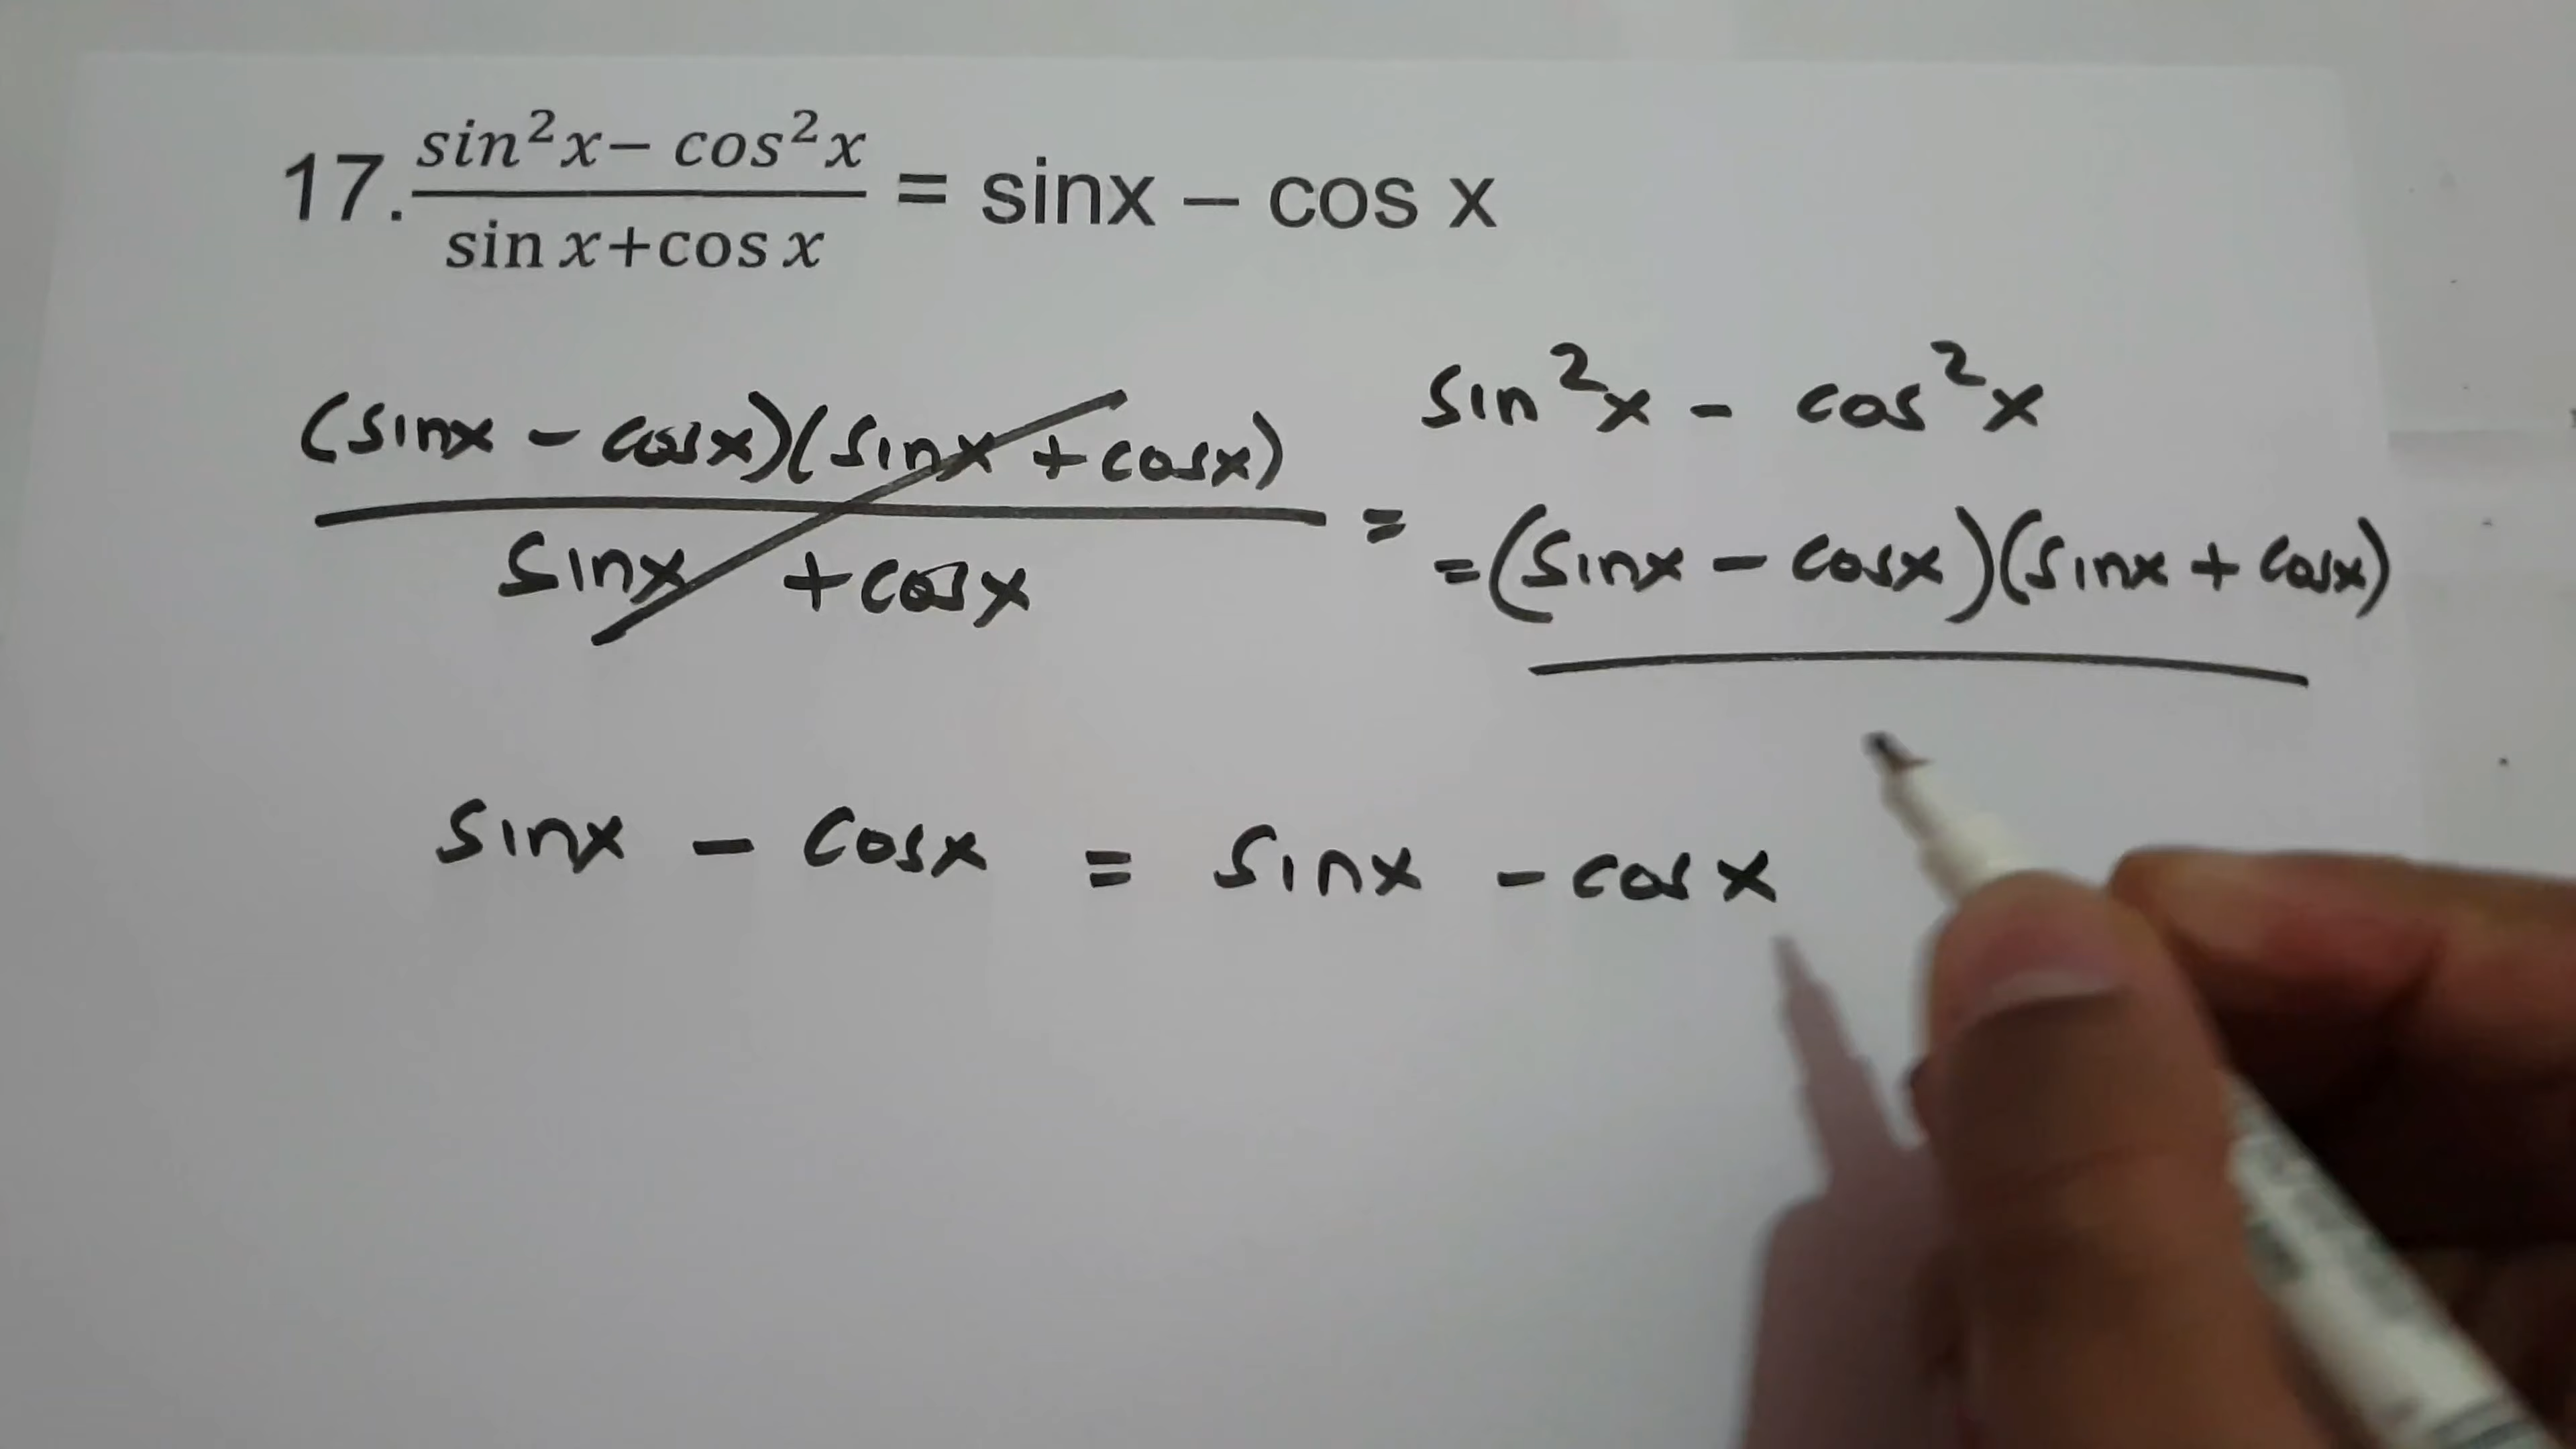 17. sin²x− cos²x / sin x+cos x = sinx – cos x
(sinx - cosx)(sinx + cosx) / sinx + cosx =
sin²x - cos²x
= (sinx - cosx)(sinx + cosx)
sinx - cosx = sinx - cosx